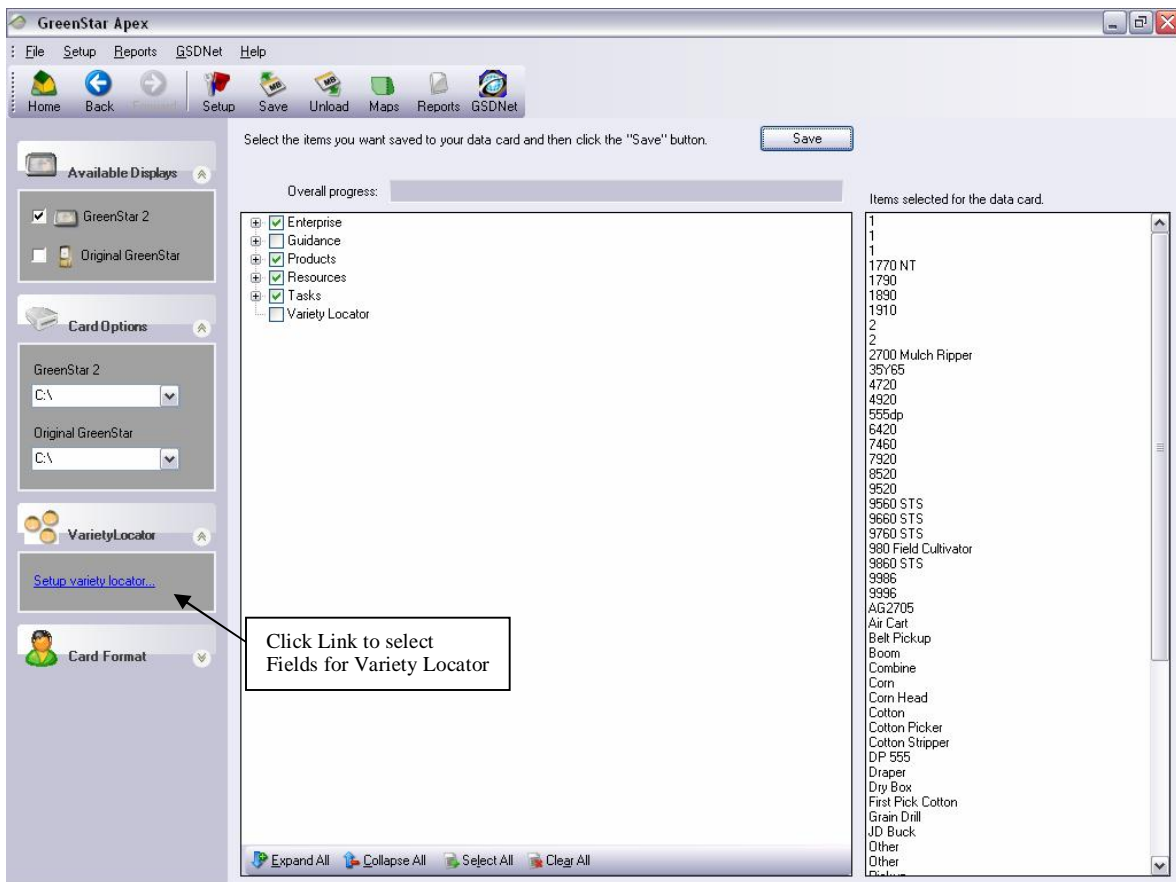 GreenStar Apex
File Setup Reports GSDNet Help
Home Back Forward Setup Save Unload Maps Reports GSDNet
Select the items you want saved to your data card and then click the "Save" button. Save
Overall progress:
Available Displays
GreenStar 2
Original GreenStar
Card Options
GreenStar 2
C:\
Original GreenStar
C:\
VarietyLocator
Setup variety locator...
Card Format
Enterprise
Guidance
Products
Resources
Tasks
Variety Locator
Click Link to select
Fields for Variety Locator
Expand All Collapse All Select All Clear All
Items selected for the data card.
1
1
1
1770 NT
1790
1890
1910
2
2
2700 Mulch Ripper
35Y65
4720
4920
555dp
6420
7460
7920
8520
9520
9560 STS
9660 STS
9760 STS
980 Field Cultivator
9860 STS
9986
9996
AG2705
Air Cart
Belt Pickup
Boom
Combine
Corn
Corn Head
Cotton
Cotton Picker
Cotton Stripper
DP 555
Draper
Dry Box
First Pick Cotton
Grain Drill
JD Buck
Other
Other